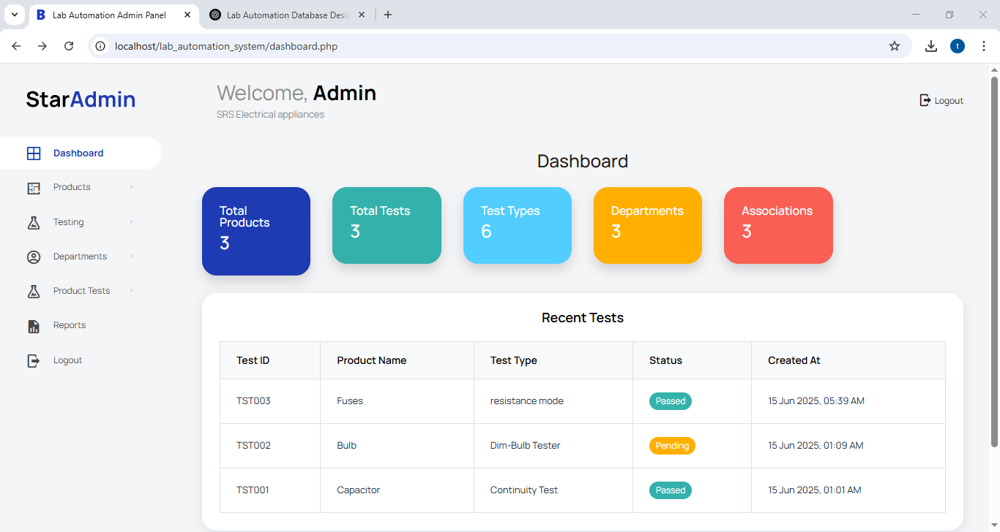 Lab Automation Admin Panel
Lab Automation Database Desi
localhost/lab_automation_system/dashboard.php
t
StarAdmin
Welcome, Admin
SRS Electrical appliances
Logout
Dashboard
Products
Testing
Departments
Product Tests
Reports
Logout
Dashboard
Total
Products
3
Total Tests
3
Test Types
6
Departments
3
Associations
3
Recent Tests
Test ID Product Name Test Type Status Created At
TST003 Fuses resistance mode Passed 15 Jun 2025, 05:39 AM
TST002 Bulb Dim-Bulb Tester Pending 15 Jun 2025, 01:09 AM
TST001 Capacitor Continuity Test Passed 15 Jun 2025, 01:01 AM